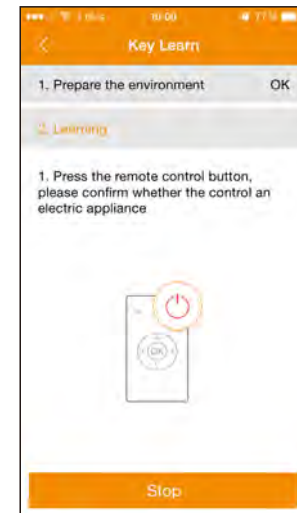 10:00
77%
Key Learn
1. Prepare the environment OK
2. Learning
1. Press the remote control button,
please confirm whether the control an
electric appliance
OK
Stop